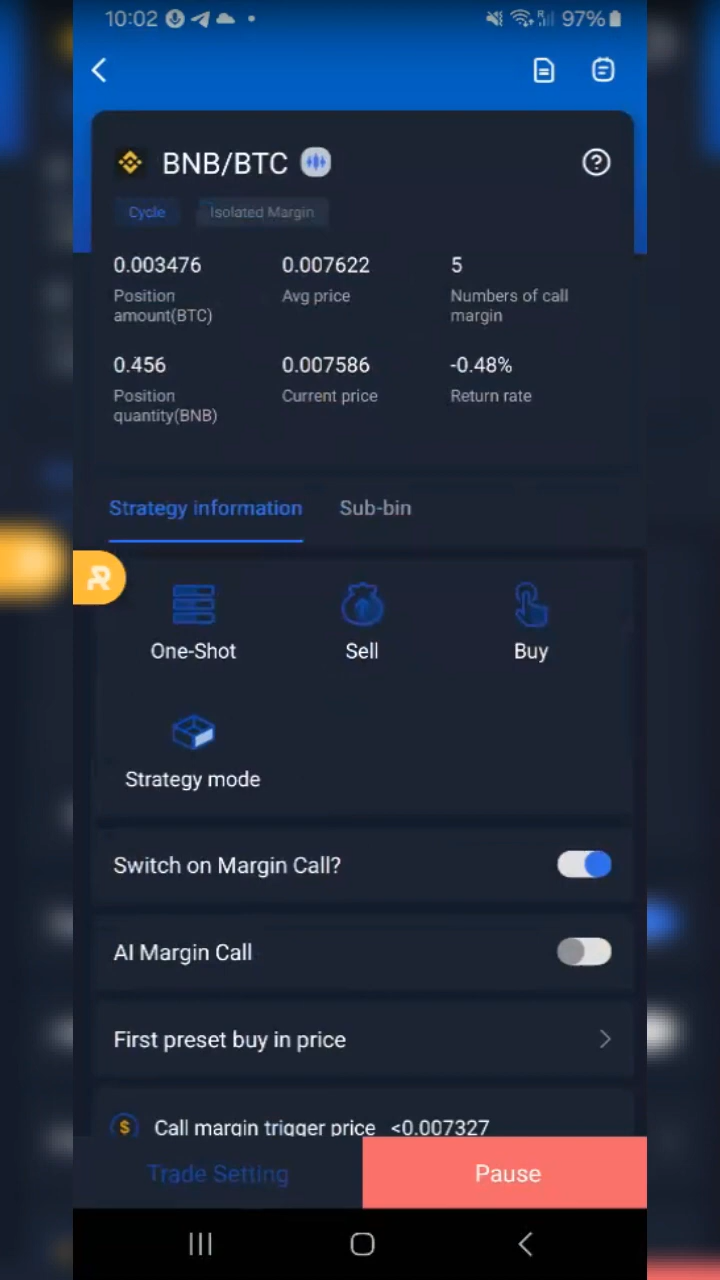 10:02 97%
BNB/BTC
Cycle Isolated Margin
0.003476 0.007622 5
Position Avg price Numbers of call
amount(BTC) margin
0.456 0.007586 -0.48%
Position Current price Return rate
quantity(BNB)
Strategy information Sub-bin
One-Shot Sell Buy
Strategy mode
Switch on Margin Call?
AI Margin Call
First preset buy in price
$ Call margin trigger price <0.007327
Trade Setting Pause